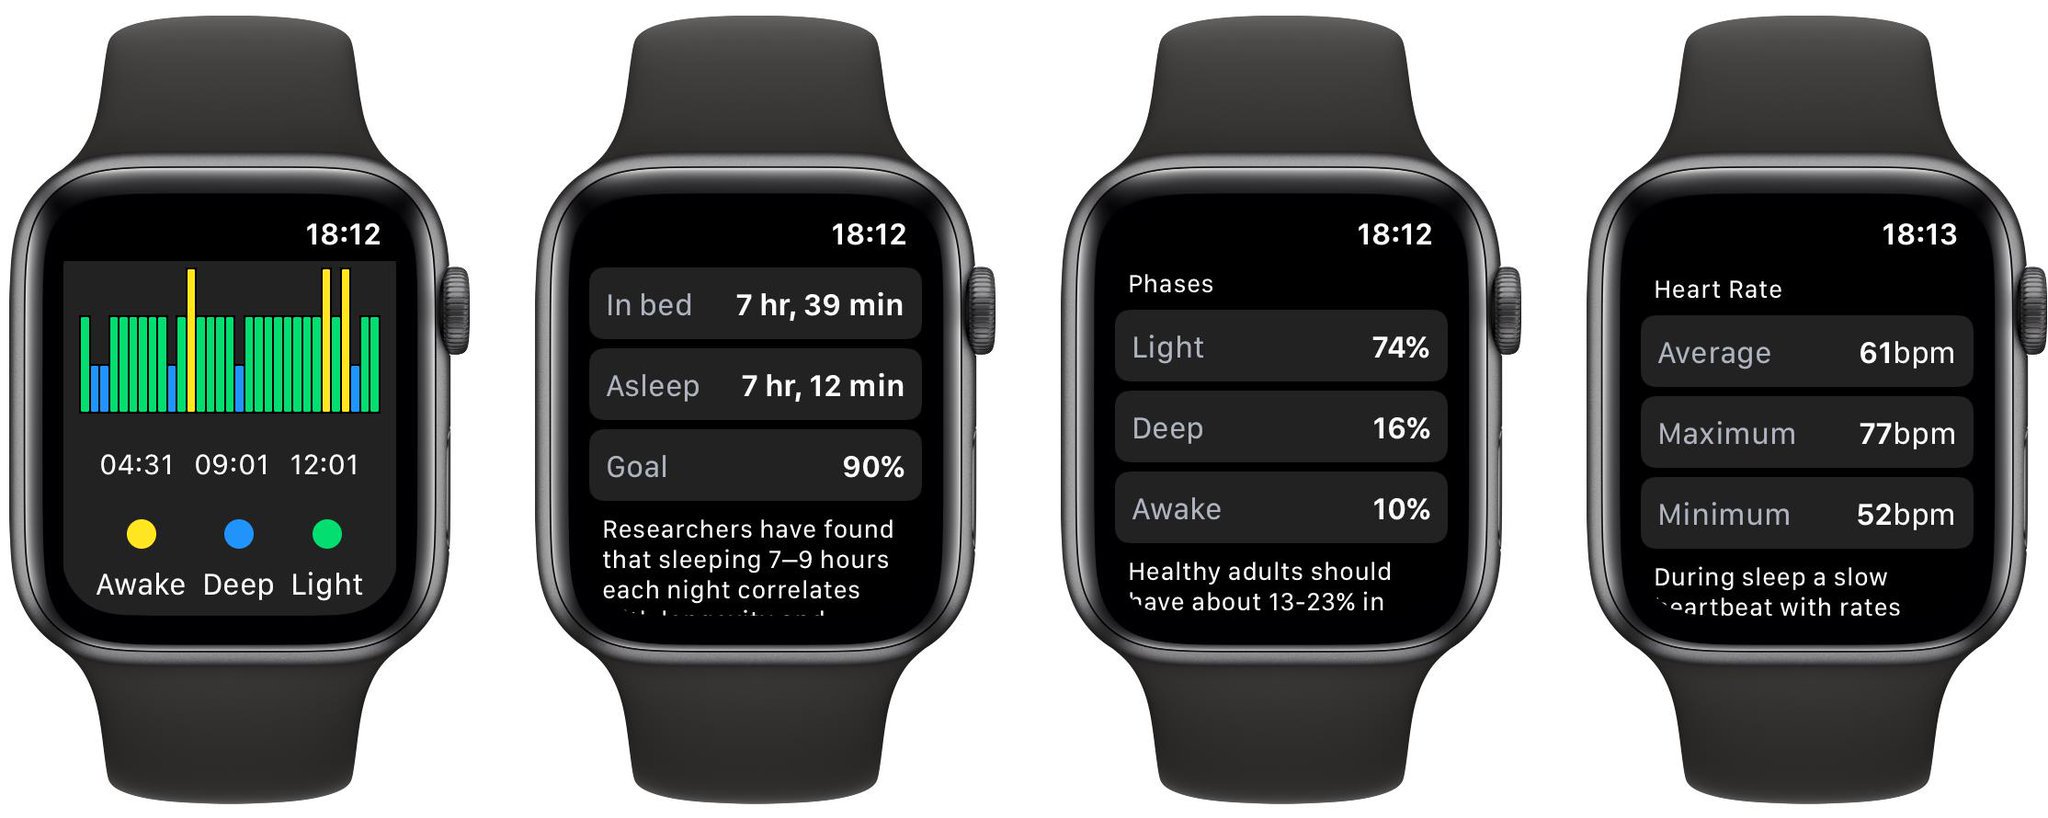 18:12
04:31 09:01 12:01
Awake Deep Light
18:12
In bed 7 hr, 39 min
Asleep 7 hr, 12 min
Goal 90%
Researchers have found
that sleeping 7–9 hours
each night correlates
18:12
Phases
Light 74%
Deep 16%
Awake 10%
Healthy adults should
have about 13-23% in
18:13
Heart Rate
Average 61bpm
Maximum 77bpm
Minimum 52bpm
During sleep a slow
heartbeat with rates